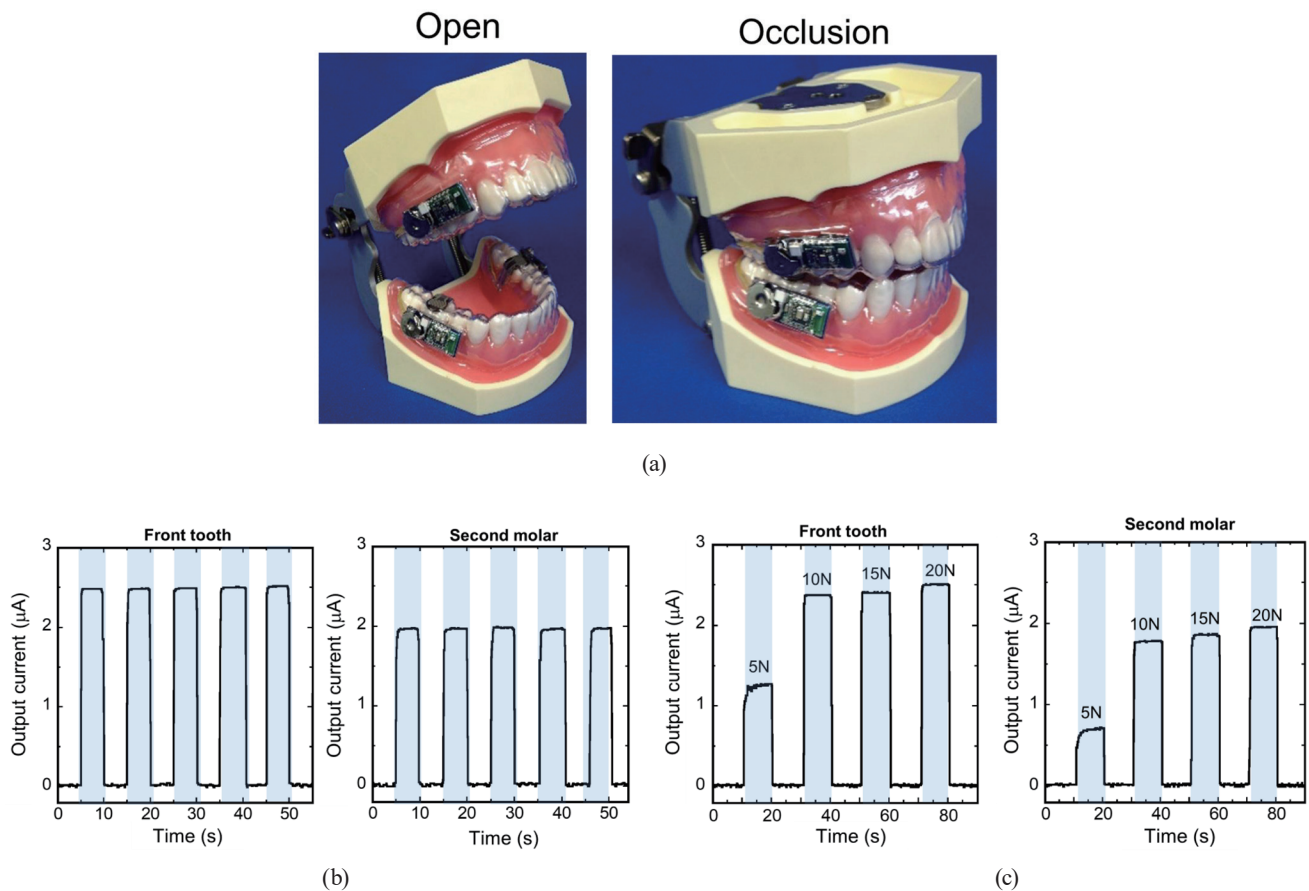 Open
Occlusion
(a)
Front tooth
Output current (μA)
3
2
1
0
0 10 20 30 40 50
Time (s)
Second molar
Output current (μA)
3
2
1
0
0 10 20 30 40 50
Time (s)
(b)
Front tooth
Output current (μA)
3
2
1
0
5N
10N
15N
20N
0 20 40 60 80
Time (s)
Second molar
Output current (μA)
3
2
1
0
5N
10N
15N
20N
0 20 40 60 80
Time (s)
(c)